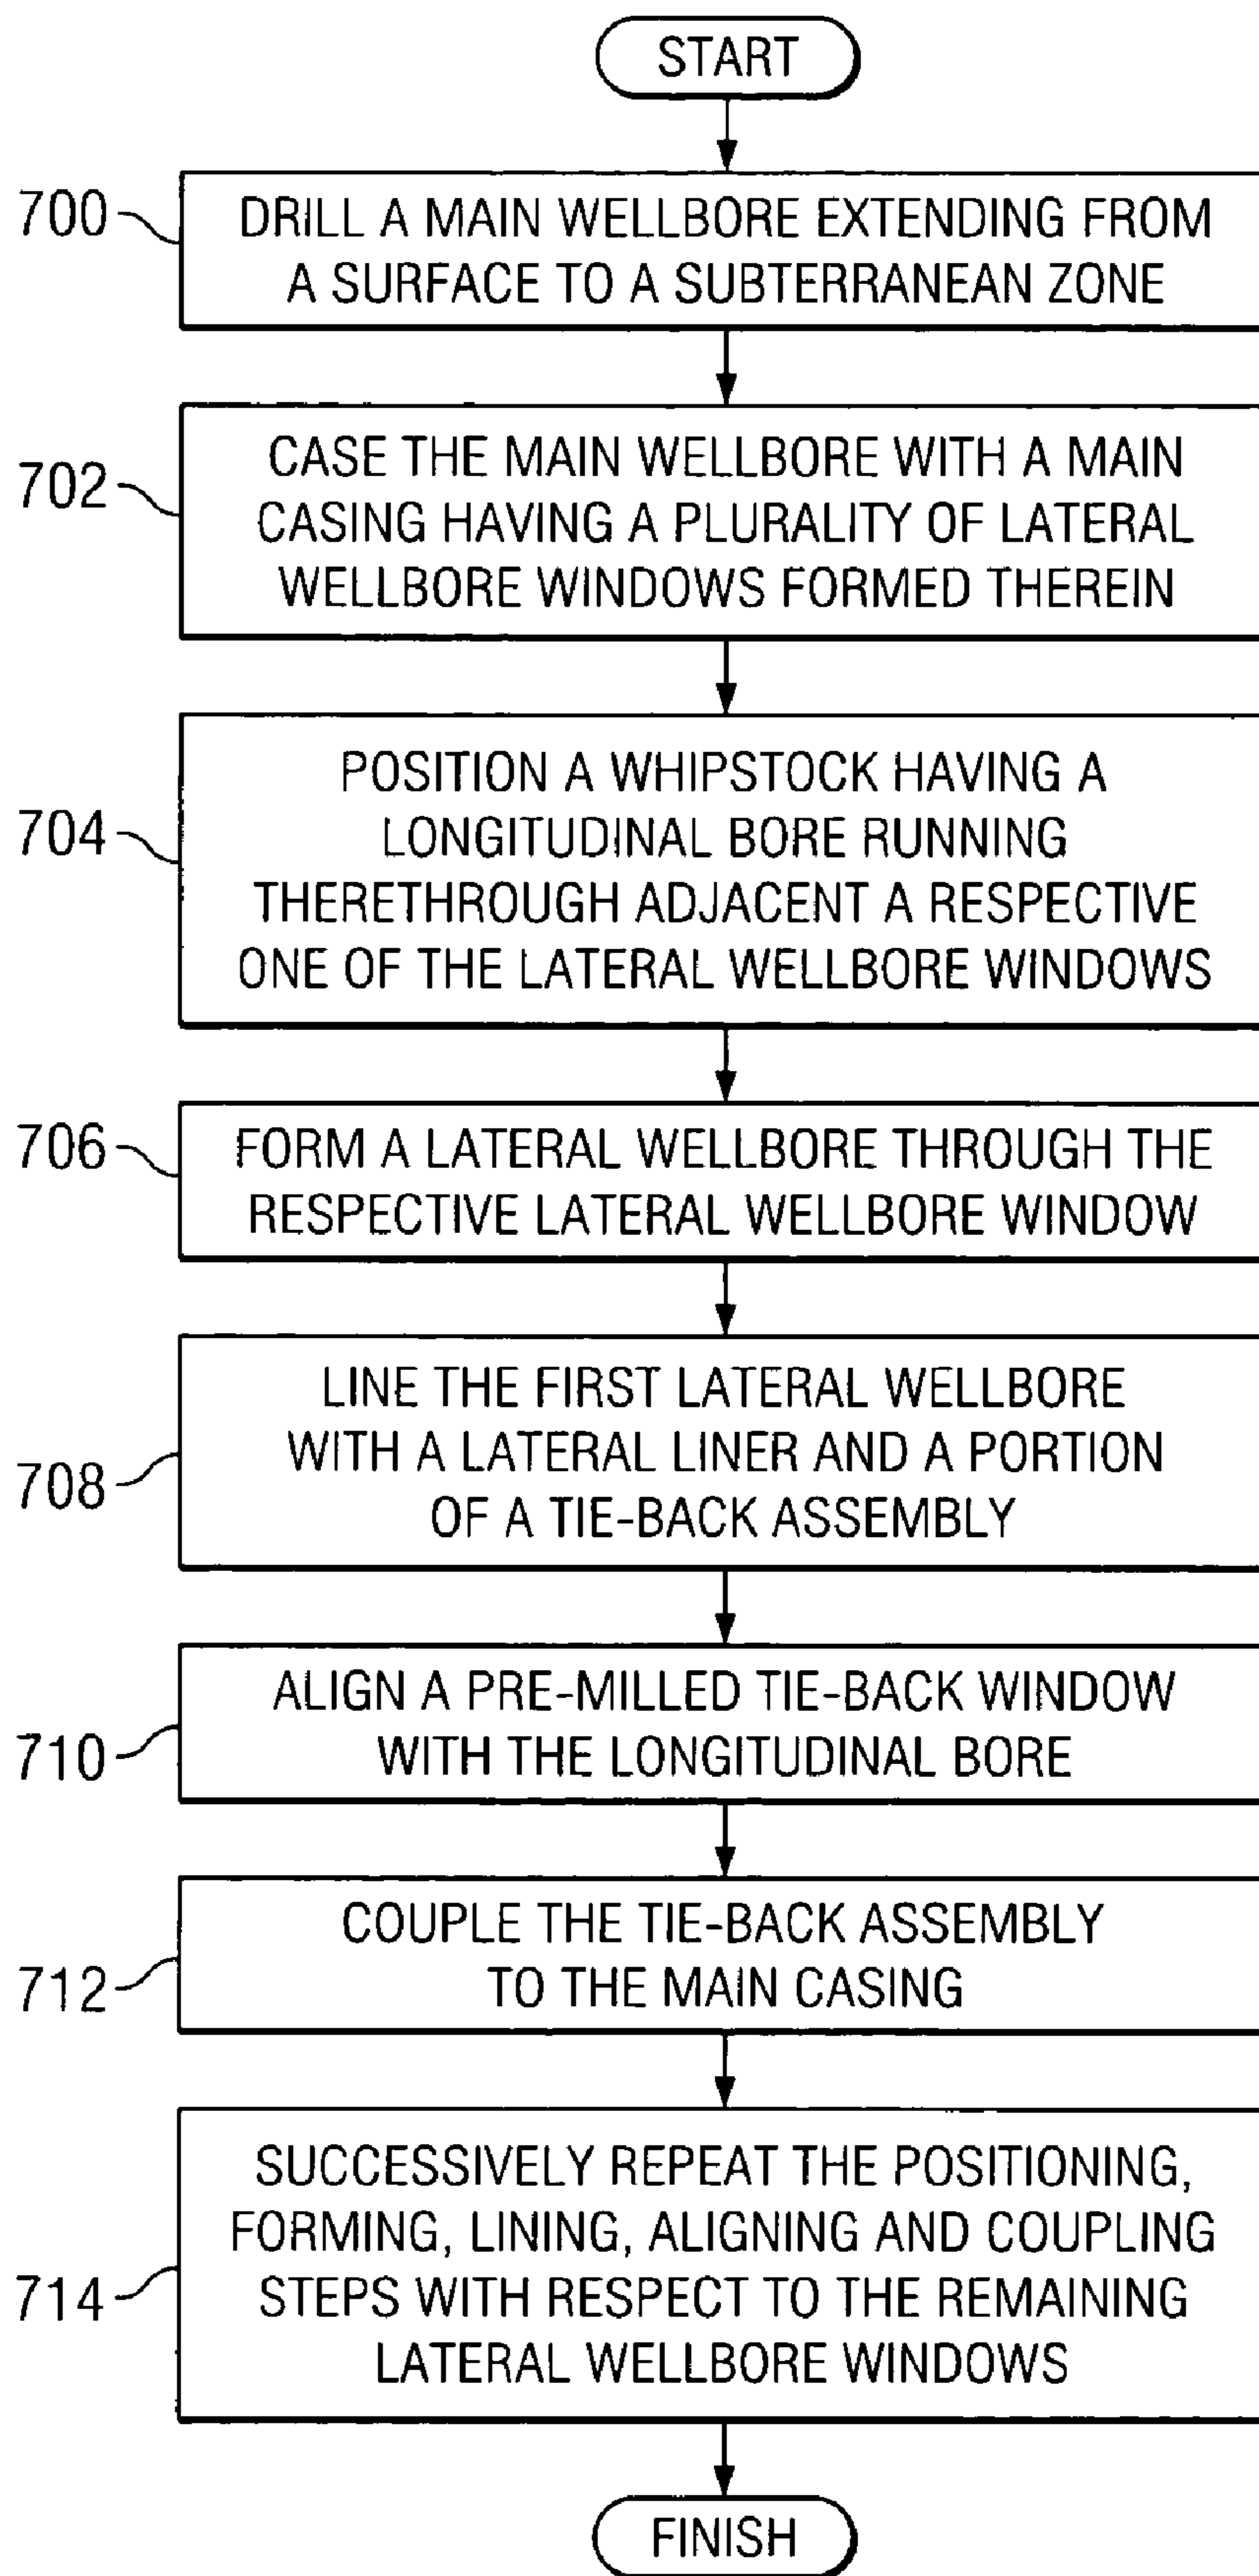 START
700
DRILL A MAIN WELLBORE EXTENDING FROM
A SURFACE TO A SUBTERRANEAN ZONE
702
CASE THE MAIN WELLBORE WITH A MAIN
CASING HAVING A PLURALITY OF LATERAL
WELLBORE WINDOWS FORMED THEREIN
704
POSITION A WHIPSTOCK HAVING A
LONGITUDINAL BORE RUNNING
THERETHROUGH ADJACENT A RESPECTIVE
ONE OF THE LATERAL WELLBORE WINDOWS
706
FORM A LATERAL WELLBORE THROUGH THE
RESPECTIVE LATERAL WELLBORE WINDOW
708
LINE THE FIRST LATERAL WELLBORE
WITH A LATERAL LINER AND A PORTION
OF A TIE-BACK ASSEMBLY
710
ALIGN A PRE-MILLED TIE-BACK WINDOW
WITH THE LONGITUDINAL BORE
712
COUPLE THE TIE-BACK ASSEMBLY
TO THE MAIN CASING
714
SUCCESSIVELY REPEAT THE POSITIONING,
FORMING, LINING, ALIGNING AND COUPLING
STEPS WITH RESPECT TO THE REMAINING
LATERAL WELLBORE WINDOWS
FINISH